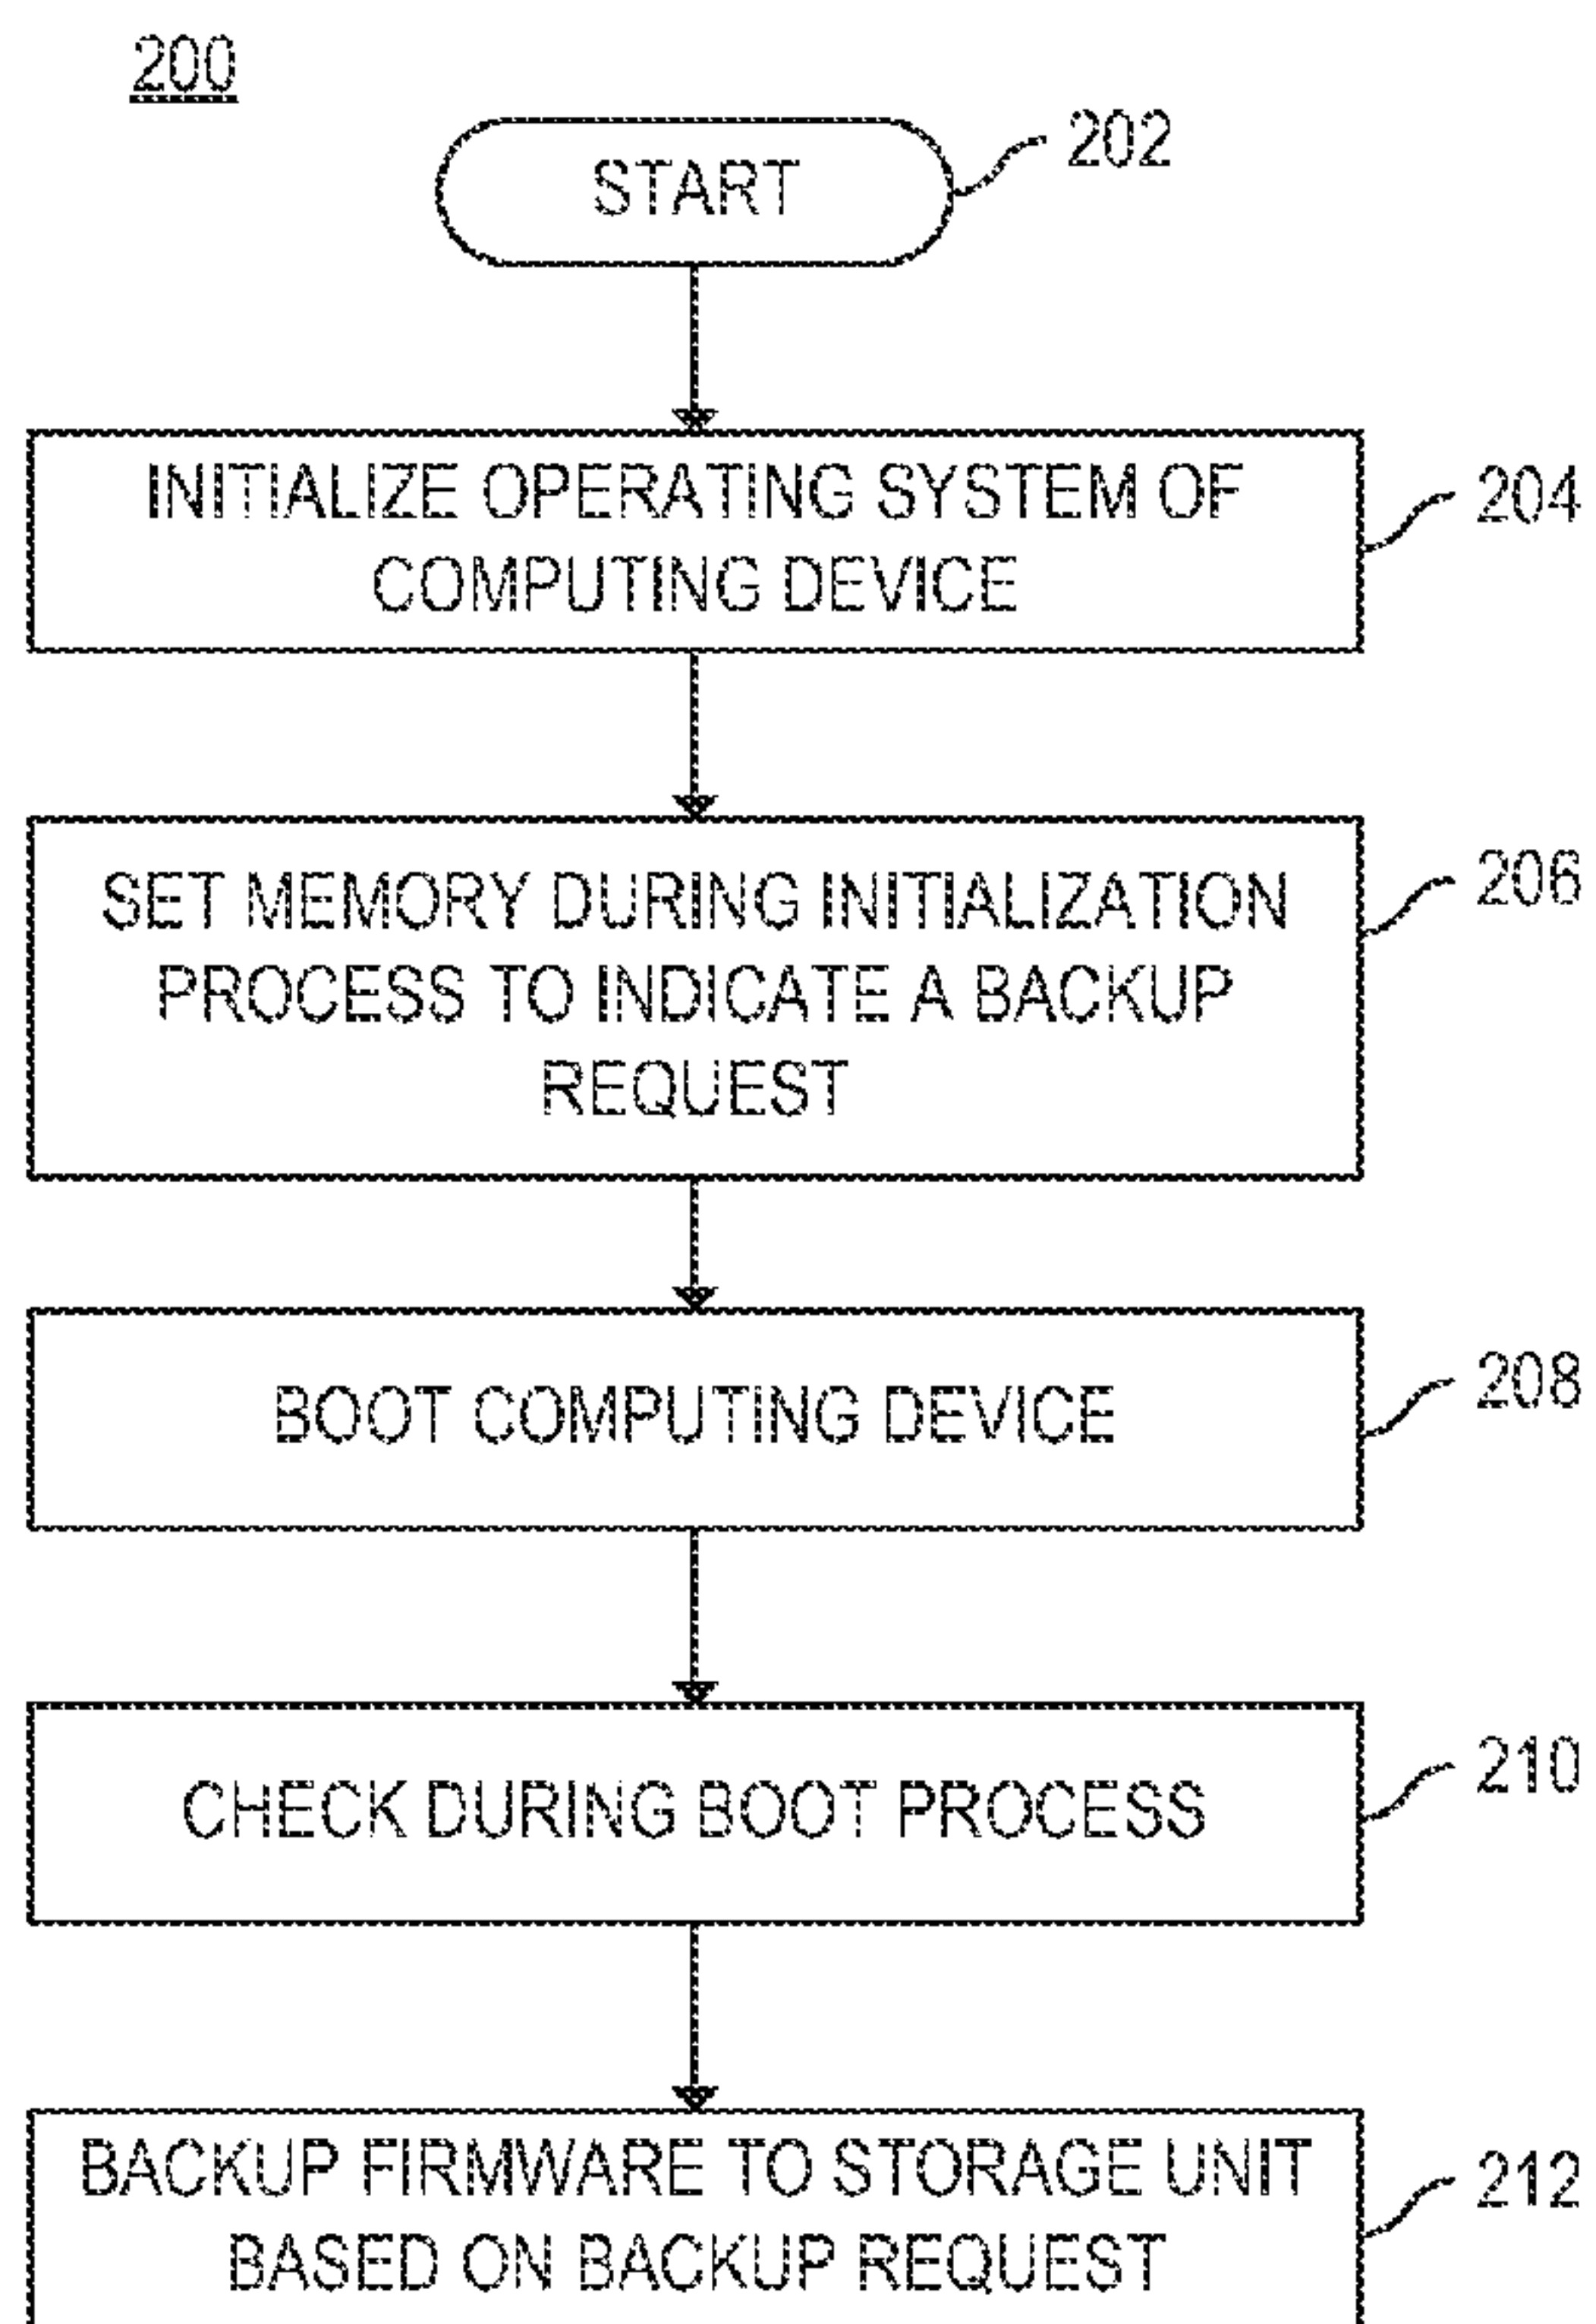 200
START
202
INITIALIZE OPERATING SYSTEM OF
COMPUTING DEVICE
204
SET MEMORY DURING INITIALIZATION
PROCESS TO INDICATE A BACKUP
REQUEST
206
BOOT COMPUTING DEVICE
208
CHECK DURING BOOT PROCESS
210
BACKUP FIRMWARE TO STORAGE UNIT
BASED ON BACKUP REQUEST
212